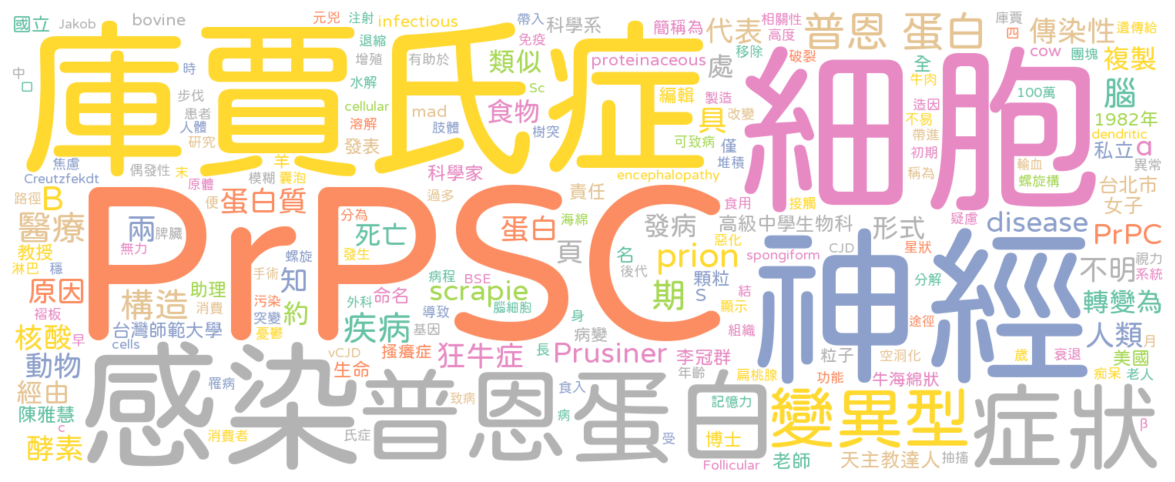 國立
Jakob
bovine
元兇
注射
infectious
帶入
科學系
簡稱為
代表
相關性
普恩
蛋白
庫賈
四
傳染性
遺傳給
庫賈氏症
細胞
退縮
免疫
增殖
有助於
類似
proteinaceous
移除
高度
破裂
處
全
cow
團塊
複製
中
口
時
步伐
患者
人體
研究
水解
cellular
溶解
發表
mad
肢體
Sc
食物
樹突
編輯
製造
具
改變
可致病
僅
堆積
牛肉
造因
不易
帶進
初期
稱為
100萬
腦
1982年
dendritic
私立
a
異常
焦慮
Creutzfekdt
偶發性
末
羊
模糊
囊泡
科學家
encephalopathy
輸血
螺旋構
台北市
路徑
B
原體
便
蛋白質
過多
責任
食用
接觸
女子
PrPSC
醫療
兩
脾臟
分為
死亡
蛋白
海綿
發病
高級中學生物科
形式
疑慮
disease
PrPC
教授
無力
發生
惡化
頁
名
prion
spongiform
CJD
星狀
神經
不明
視力
系統
淋巴
穩
手術
知
螺旋
病程
BSE
scrapie
後代
顆粒
S
期
分解
原因
助理
構造
消費
污染
突變
約
外科
命名
腦細胞
導致
身
顯示
結
途徑
轉變為
褶板
核酸
早
台灣師範大學
憂鬱
疾病
基因
病變
組織
人類
月
cells
vCJD
搔癢症
狂牛症
長
Prusiner
李冠群
粒子
空洞化
歲
衰退
美國
動物
生命
年齡
扁桃腺
功能
牛海綿狀
痴呆
老人
感染
普恩蛋白
經由
罹病
食入
致病
病
記憶力
變異型
症狀
陳雅慧
c
酵素
消費者
氏症
受
博士
Follicular
老師
天主教達人
抽搐
β